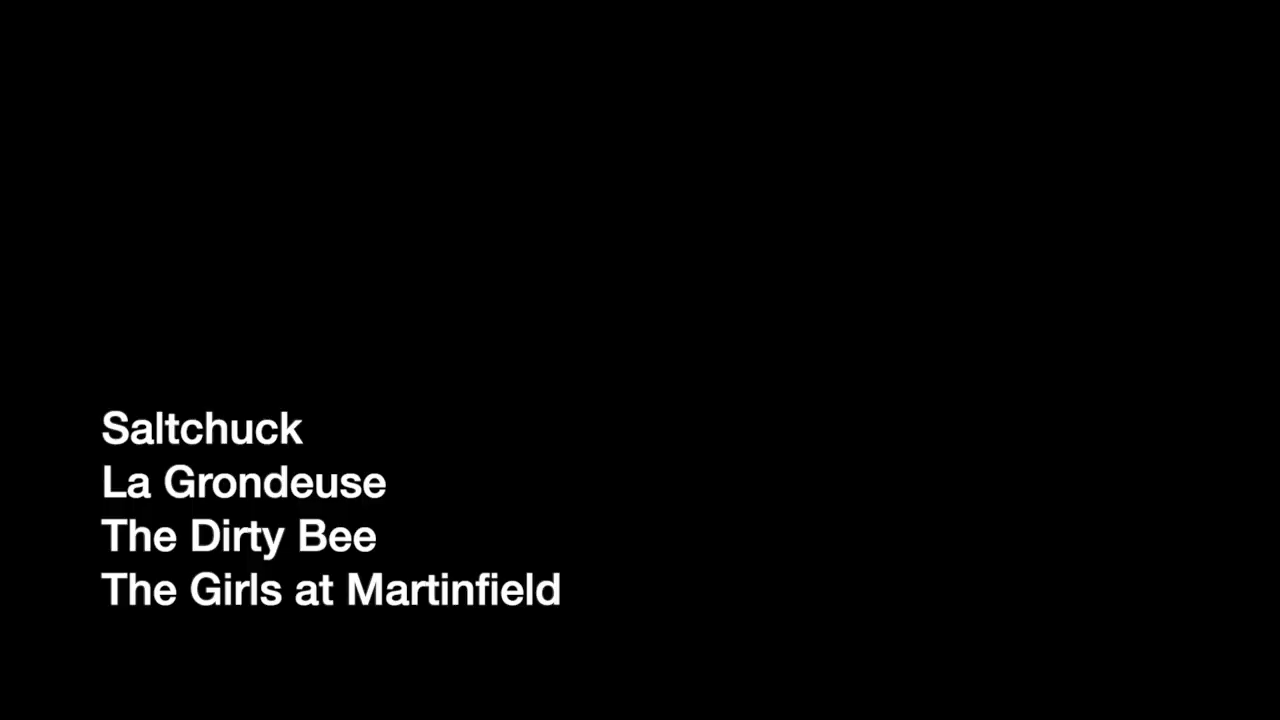 Saltchuck
La Grondeuse
The Dirty Bee
The Girls at Martinfield